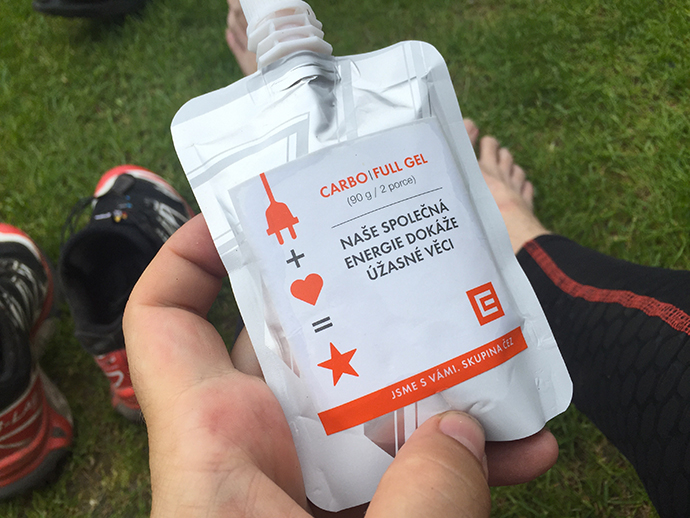 CARBO|FULL GEL
(90 g / 2 porce)
NAŠE SPOLEČNÁ
ENERGIE DOKÁŽE
ÚŽASNÉ VĚCI
+
=
JSME S VÁMI. SKUPINA ČEZ